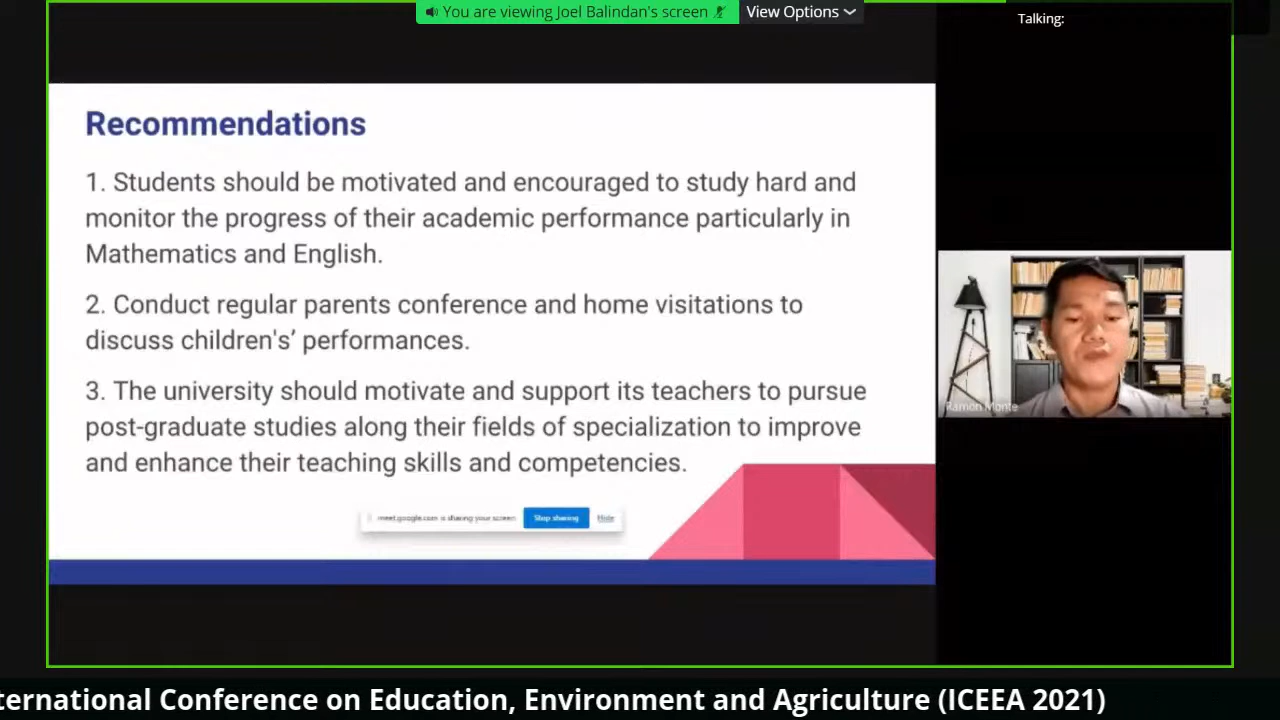 You are viewing Joel Balindan's screen
View Options
Talking:
Recommendations
1. Students should be motivated and encouraged to study hard and
monitor the progress of their academic performance particularly in
Mathematics and English.
2. Conduct regular parents conference and home visitations to
discuss children's’ performances.
3. The university should motivate and support its teachers to pursue
post-graduate studies along their fields of specialization to improve
and enhance their teaching skills and competencies.
meet.google.com is sharing your screen
Stop sharing
Hide
Ramon Monte
ternational Conference on Education, Environment and Agriculture (ICEEA 2021)